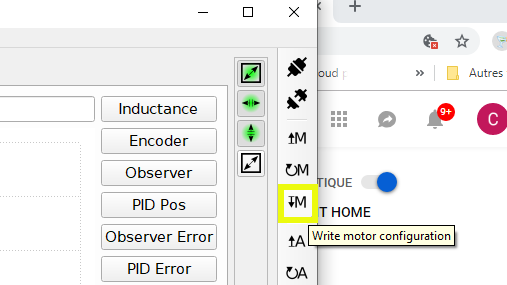 oud p
»
Autres
Inductance
Encoder
Observer
PID Pos
Observer Error
PID Error
↑M
↻M
↧M
↑A
↻A
9+
C
TIQUE
T HOME
Write motor configuration